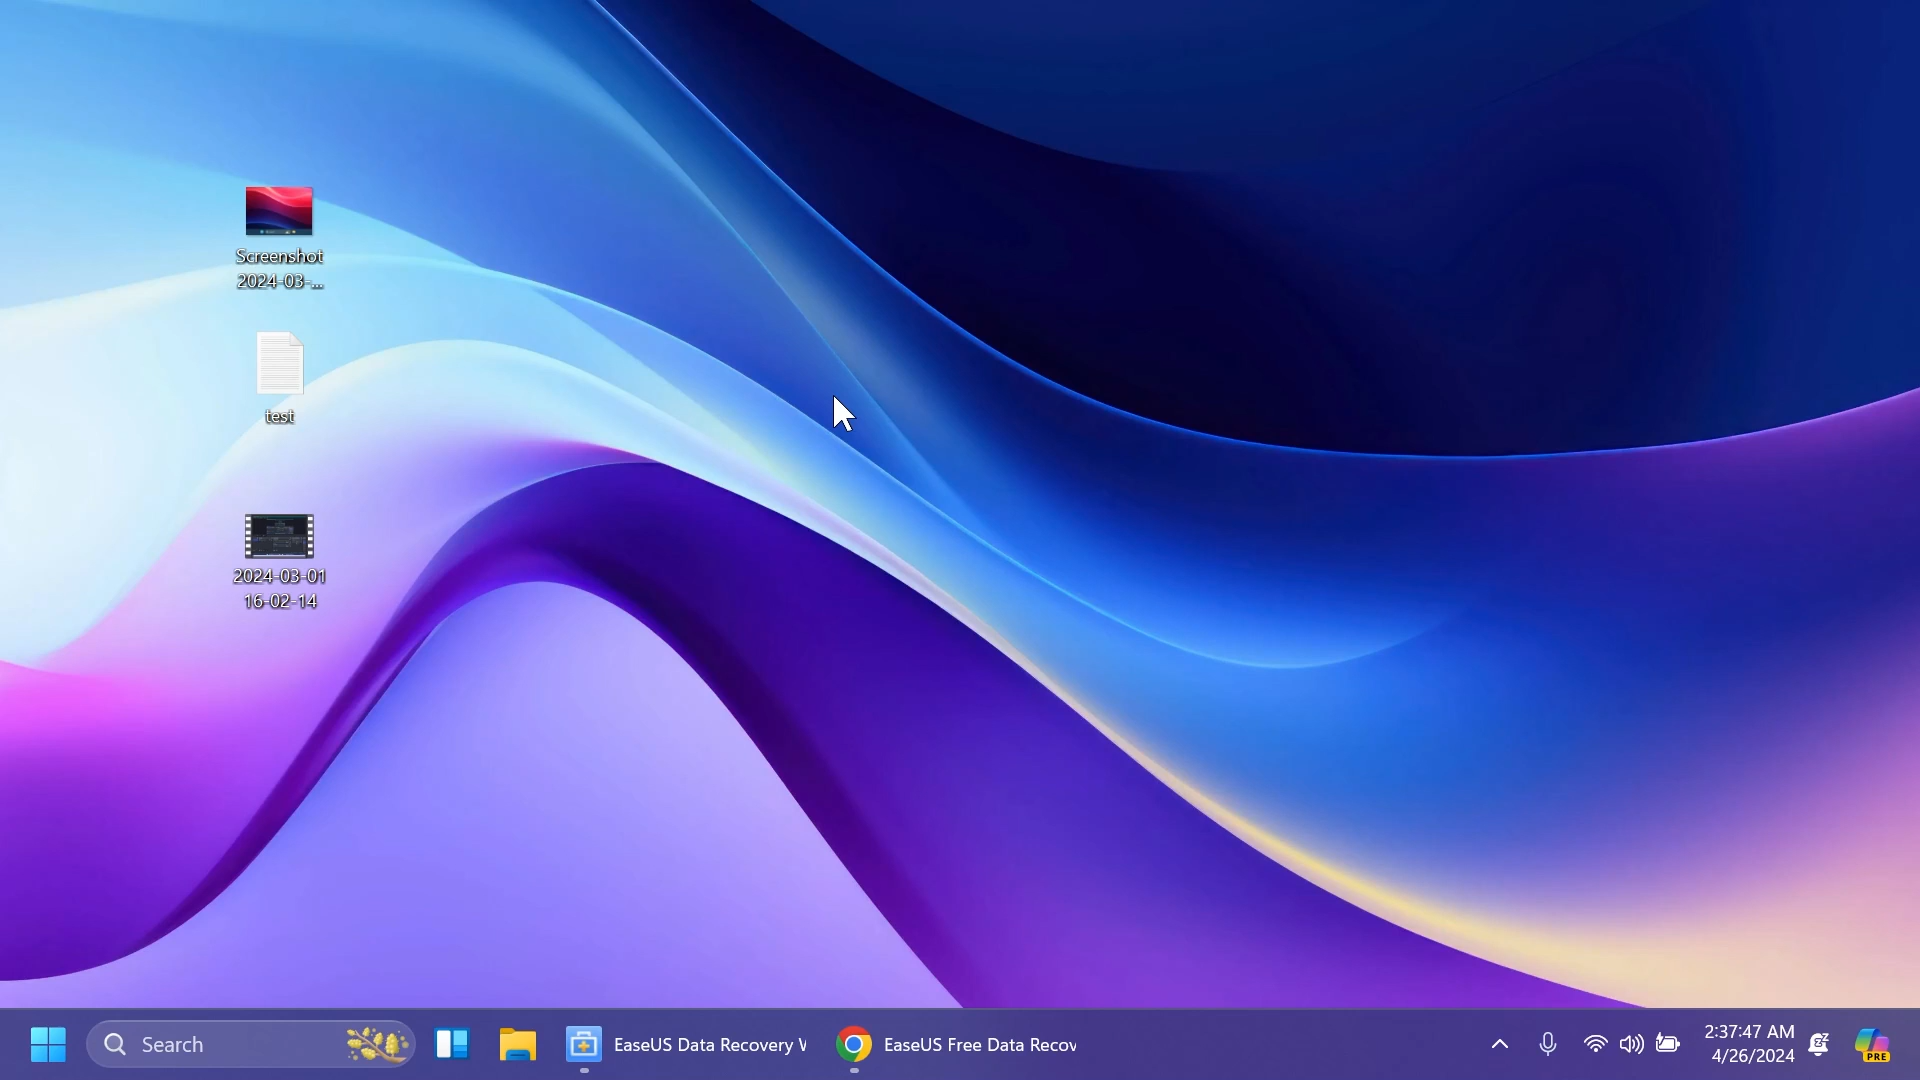 Screenshot
2024-03-...
test
2024-03-01
16-02-14
Search
EaseUS Data Recovery
EaseUS Free Data Recov
2:37:47 AM
4/26/2024
PRE